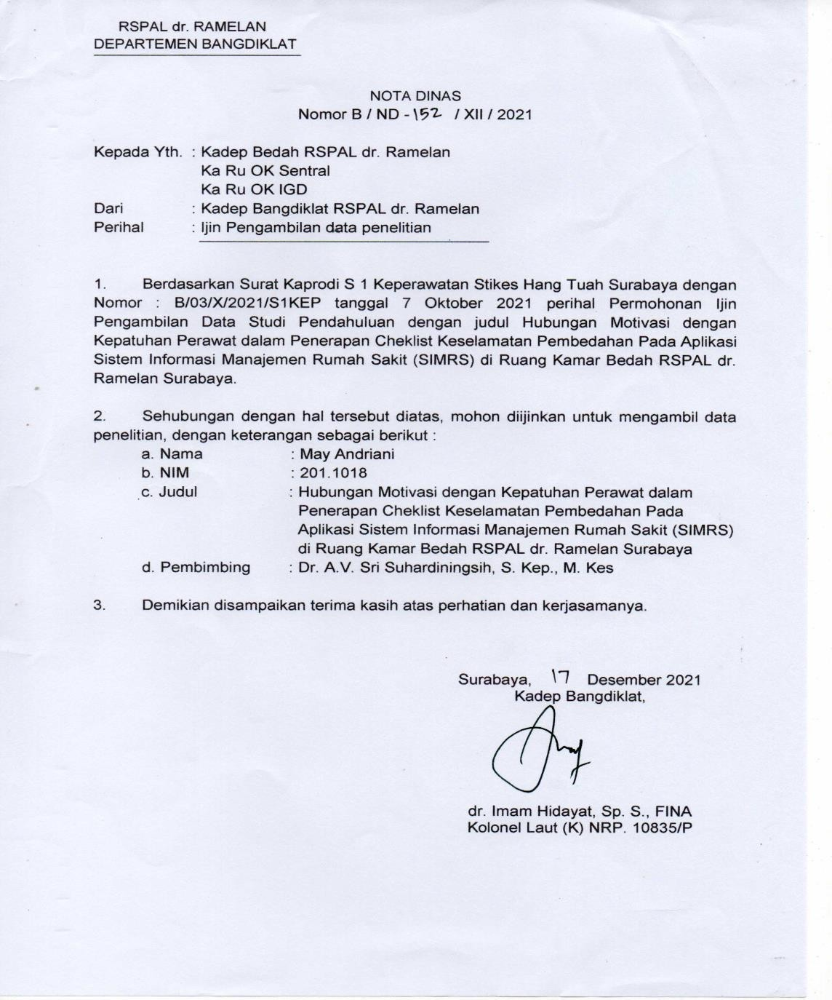 RSPAL dr. RAMELAN
DEPARTEMEN BANGDIKLAT
NOTA DINAS
Nomor B / ND - 152 / XII / 2021
Kepada Yth. : Kadep Bedah RSPAL dr. Ramelan
Ka Ru OK Sentral
Ka Ru OK IGD
Dari : Kadep Bangdiklat RSPAL dr. Ramelan
Perihal : Ijin Pengambilan data penelitian
1. Berdasarkan Surat Kaprodi S 1 Keperawatan Stikes Hang Tuah Surabaya dengan
Nomor : B/03/X/2021/S1KEP tanggal 7 Oktober 2021 perihal Permohonan Ijin
Pengambilan Data Studi Pendahuluan dengan judul Hubungan Motivasi dengan
Kepatuhan Perawat dalam Penerapan Cheklist Keselamatan Pembedahan Pada Aplikasi
Sistem Informasi Manajemen Rumah Sakit (SIMRS) di Ruang Kamar Bedah RSPAL dr.
Ramelan Surabaya.
2. Sehubungan dengan hal tersebut diatas, mohon diijinkan untuk mengambil data
penelitian, dengan keterangan sebagai berikut :
a. Nama : May Andriani
b. NIM : 201.1018
c. Judul : Hubungan Motivasi dengan Kepatuhan Perawat dalam
Penerapan Cheklist Keselamatan Pembedahan Pada
Aplikasi Sistem Informasi Manajemen Rumah Sakit (SIMRS)
di Ruang Kamar Bedah RSPAL dr. Ramelan Surabaya
d. Pembimbing : Dr. A.V. Sri Suhardiningsih, S. Kep., M. Kes
3. Demikian disampaikan terima kasih atas perhatian dan kerjasamanya.
Surabaya, 17 Desember 2021
Kadep Bangdiklat,
dr. Imam Hidayat, Sp. S., FINA
Kolonel Laut (K) NRP. 10835/P